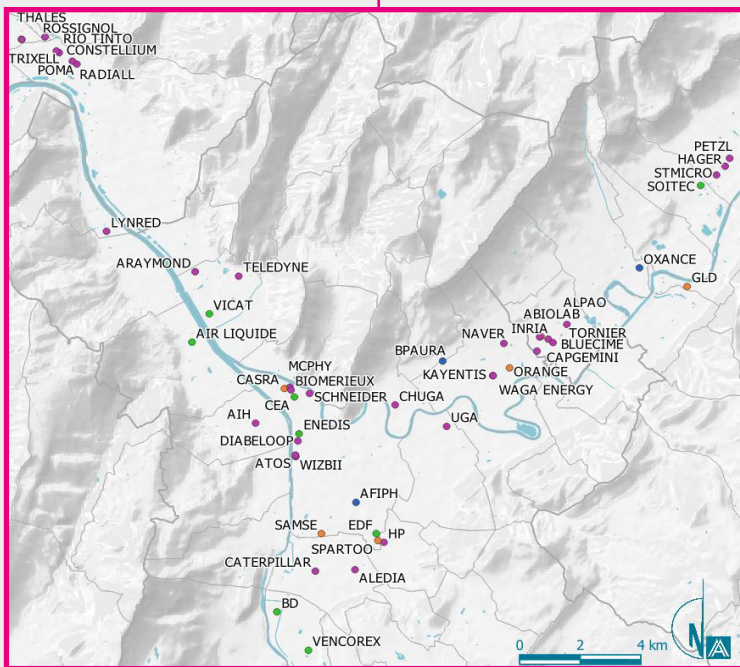 THALES
ROSSIGNOL
RIO TINTO
CONSTELLIUM
TRIXELL
POMA
RADIALL
PETZL
HAGER
STMICRO
SOITEC
LYNRED
ARAYMOND
TELEDYNE
OXANCE
GLD
VICAT
ALPAO
ABIOLAB
AIR LIQUIDE
NAVER
INRIA
TORNIER
BLUECIME
BPAURA
CAPGEMINI
MCPHY
CASRA
BIOMERIEUX
KAYENTIS
ORANGE
WAGA ENERGY
CEA
SCHNEIDER
CHUGA
AIH
ENEDIS
UGA
DIABELOOP
ATOS
WIZBII
AFIPH
SAMSE
EDF
HP
SPARTOO
CATERPILLAR
ALEDIA
BD
VENCOREX
N
0 2 4 km